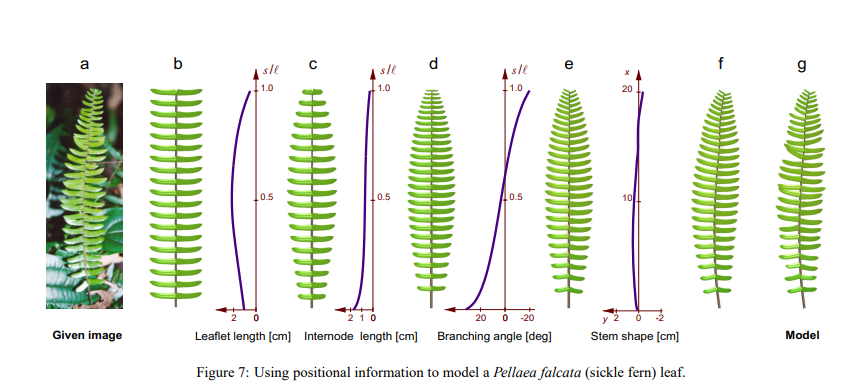 a b c d e f g
s/ℓ s/ℓ s/ℓ x
1.0 1.0 1.0 20
0.5 0.5 0.5 10
2 0 2 1 0 20 0 -20 y 2 0 -2
Given image Leaflet length [cm] Internode length [cm] Branching angle [deg] Stem shape [cm] Model
Figure 7: Using positional information to model a Pellaea falcata (sickle fern) leaf.